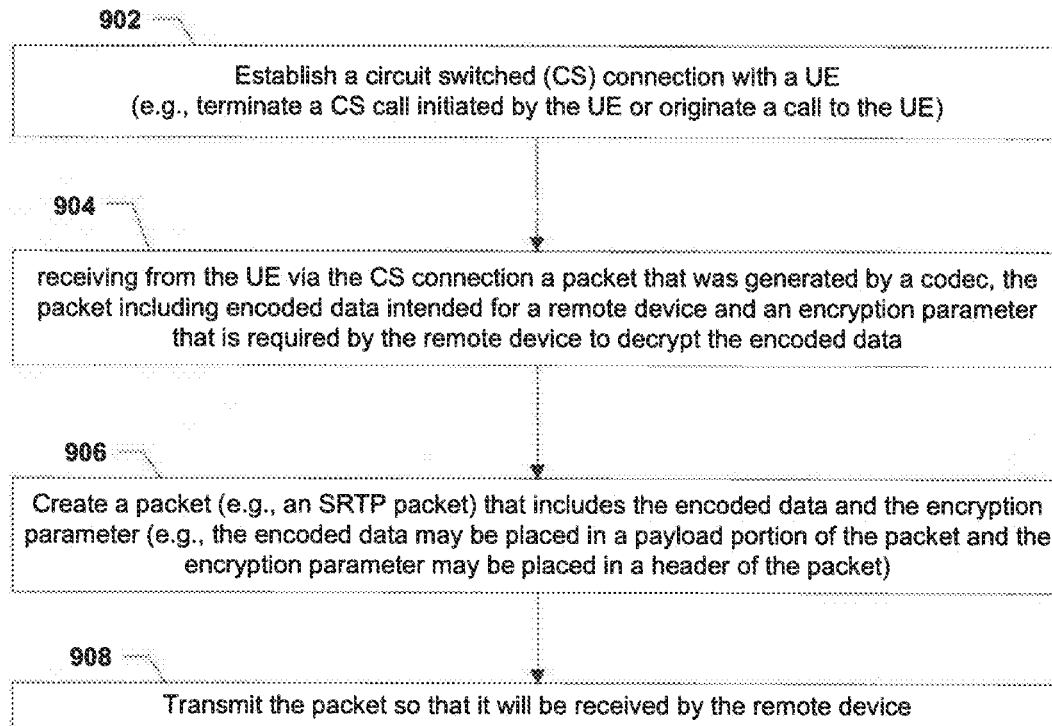 902
Establish a circuit switched (CS) connection with a UE
(e.g., terminate a CS call initiated by the UE or originate a call to the UE)
904
receiving from the UE via the CS connection a packet that was generated by a codec, the
packet including encoded data intended for a remote device and an encryption parameter
that is required by the remote device to decrypt the encoded data
906
Create a packet (e.g., an SRTP packet) that includes the encoded data and the encryption
parameter (e.g., the encoded data may be placed in a payload portion of the packet and the
encryption parameter may be placed in a header of the packet)
908
Transmit the packet so that it will be received by the remote device